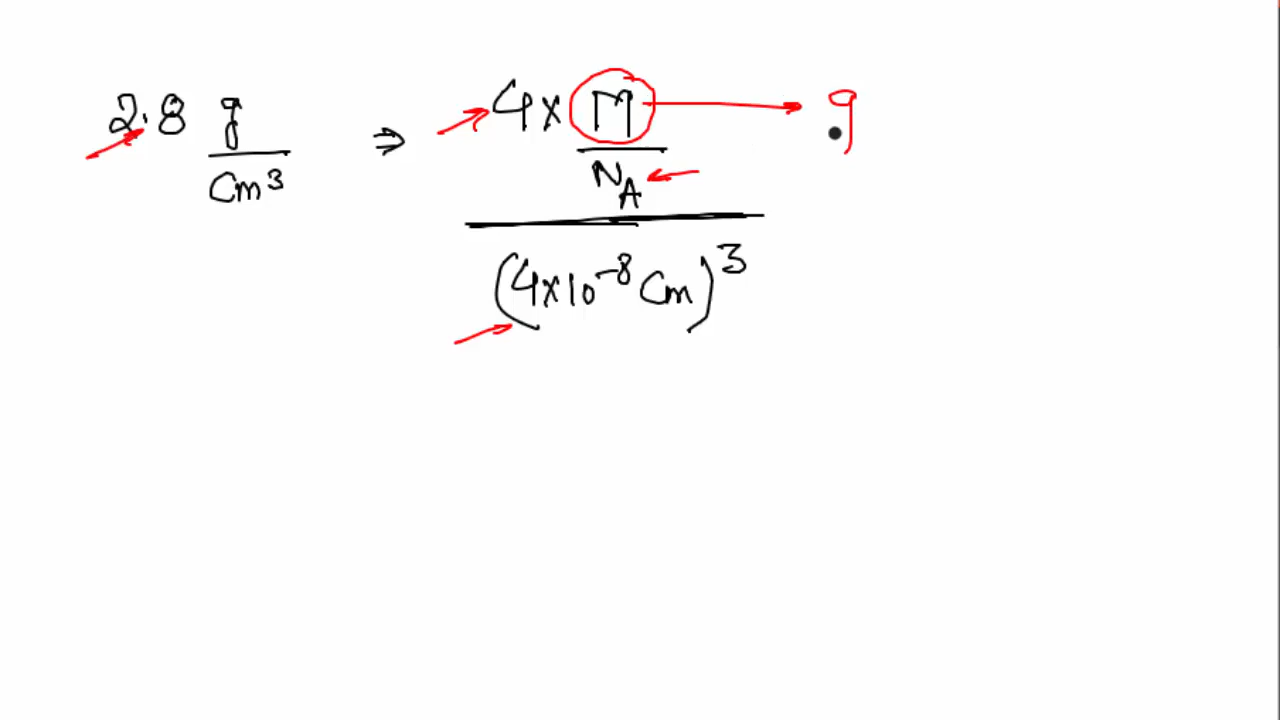 2.8 g/cm³ ⇒ 4 × M/N_A → g
(4×10⁻⁸ cm)³